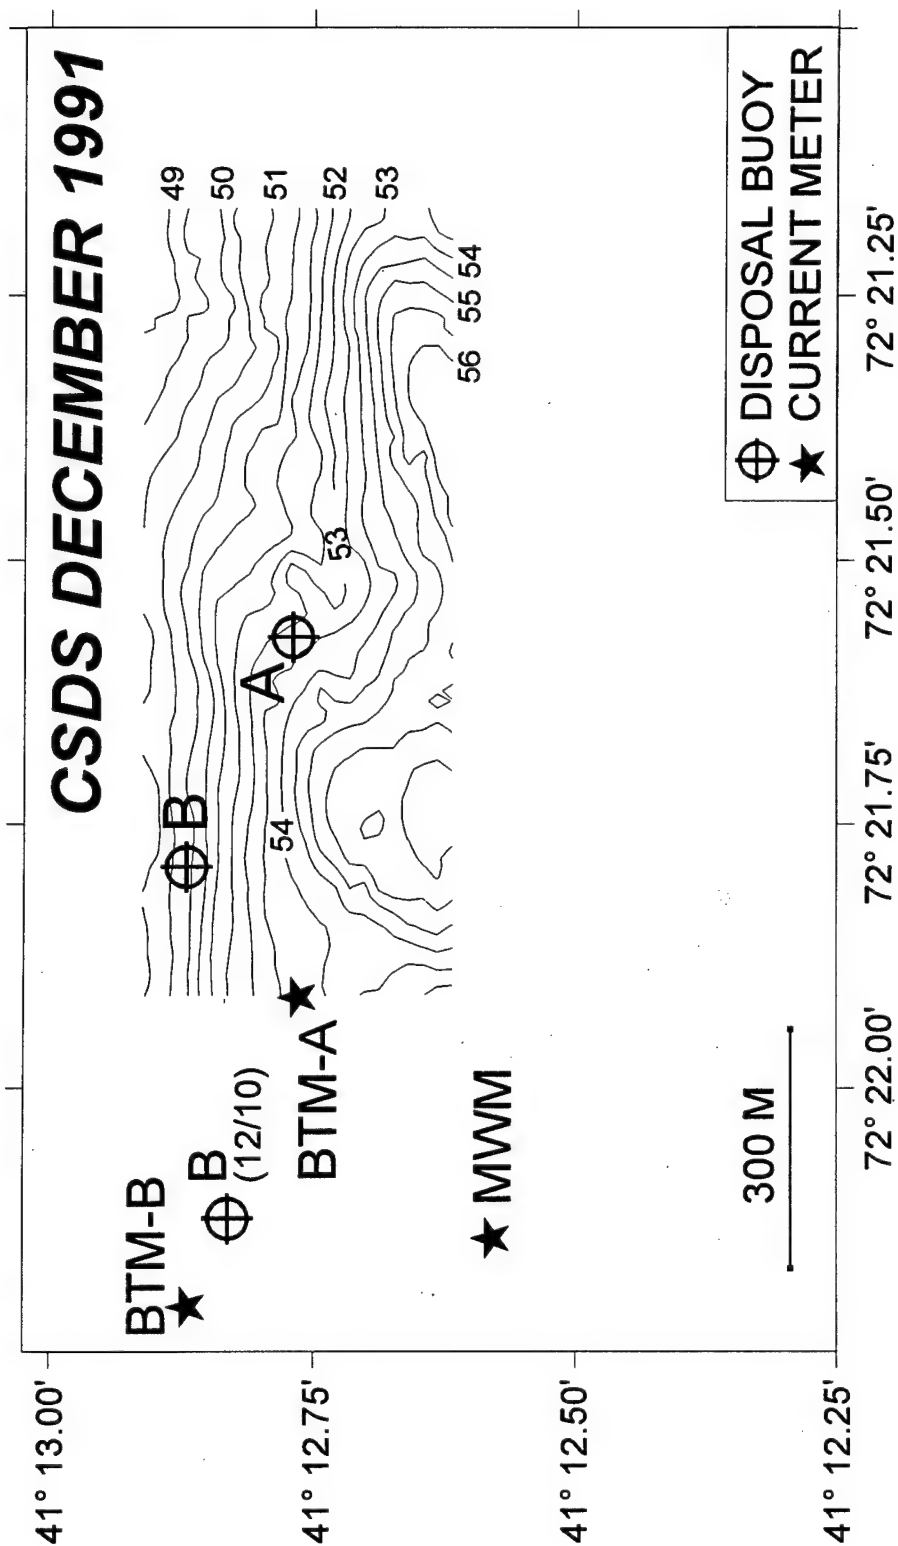 CSDS DECEMBER 1991
41° 13.00'
41° 12.75'
41° 12.50'
41° 12.25'
BTM-B
B
(12/10)
BTM-A
MWM
B
A
54
53
49
50
51
52
53
54
55
56
300 M
DISPOSAL BUOY
CURRENT METER
72° 22.00'
72° 21.75'
72° 21.50'
72° 21.25'